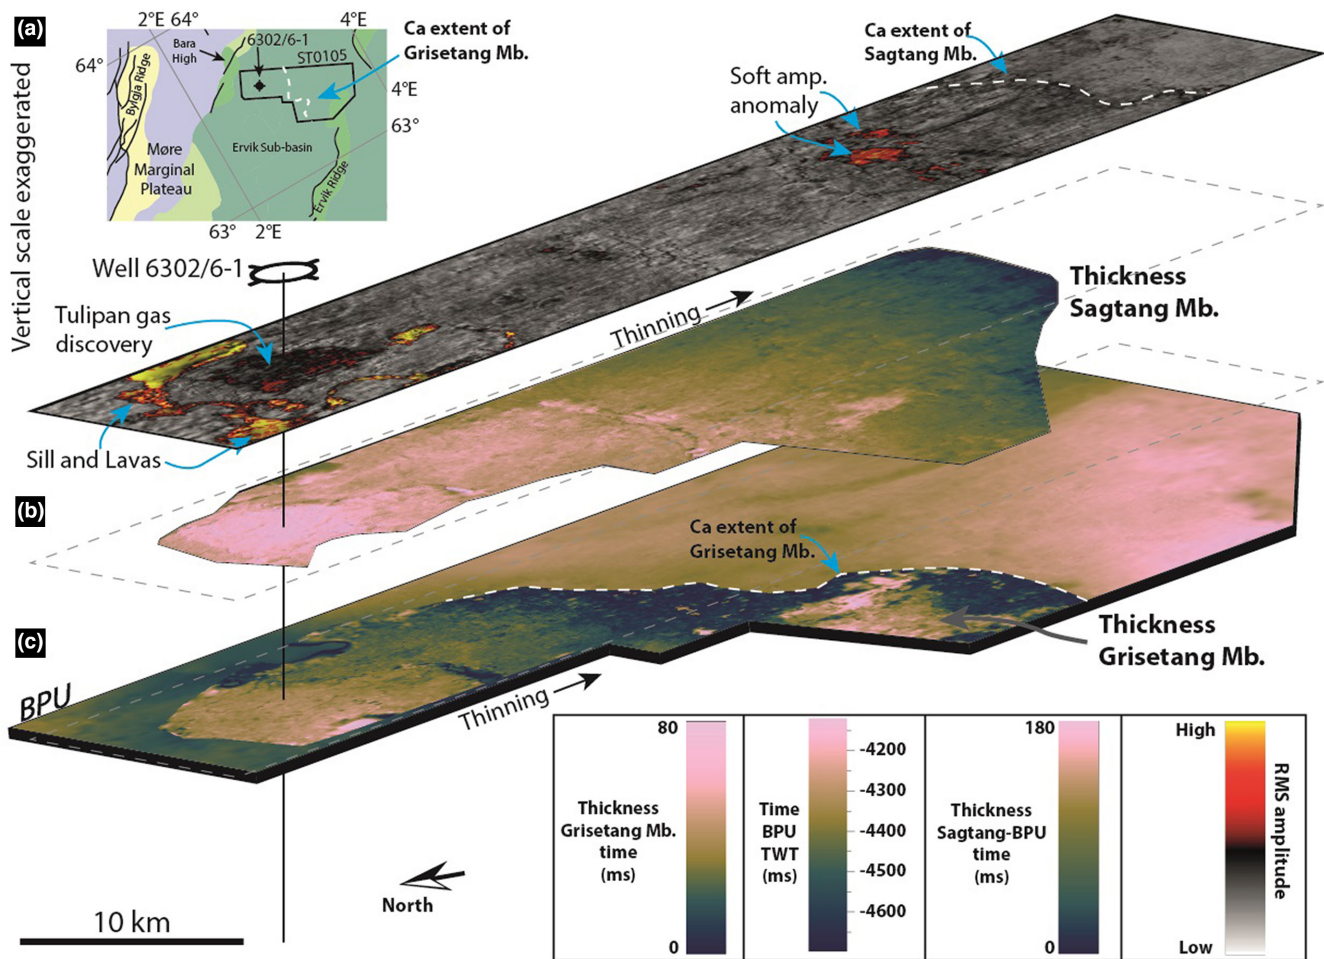 (a)
Vertical scale exaggerated
2°E 64°
4°E
64°
Bara
High
6302/6-1
ST0105
Bylgja Ridge
Møre
Marginal
Plateau
Ervik Sub-basin
Ervik Ridge
4°E
63°
63°
2°E
Ca extent of
Grisetang Mb.
Ca extent of
Sagtang Mb.
Soft amp.
anomaly
Well 6302/6-1
Tulipan gas
discovery
Sill and Lavas
Thinning
Thickness
Sagtang Mb.
(b)
Ca extent of
Grisetang Mb.
(c)
BPU
Thinning
Thickness
Grisetang Mb.
North
10 km
80
Thickness
Grisetang Mb.
time
(ms)
0
Time
BPU
TWT
(ms)
-4200
-4300
-4400
-4500
-4600
180
Thickness
Sagtang-BPU
time
(ms)
0
High
RMS amplitude
Low